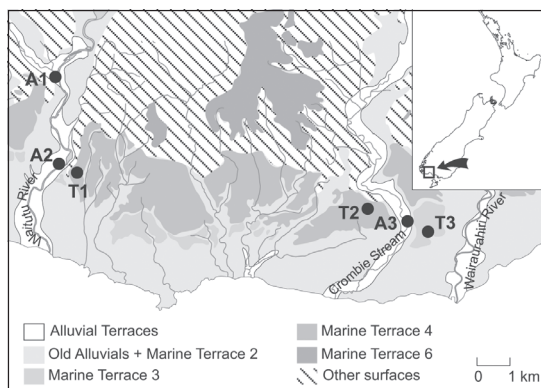 A1
A2
T1
Waitutu River
T2
A3
T3
Crombie Stream
Wairaurahiri River
Alluvial Terraces
Old Alluvials + Marine Terrace 2
Marine Terrace 3
Marine Terrace 4
Marine Terrace 6
Other surfaces
0 1 km